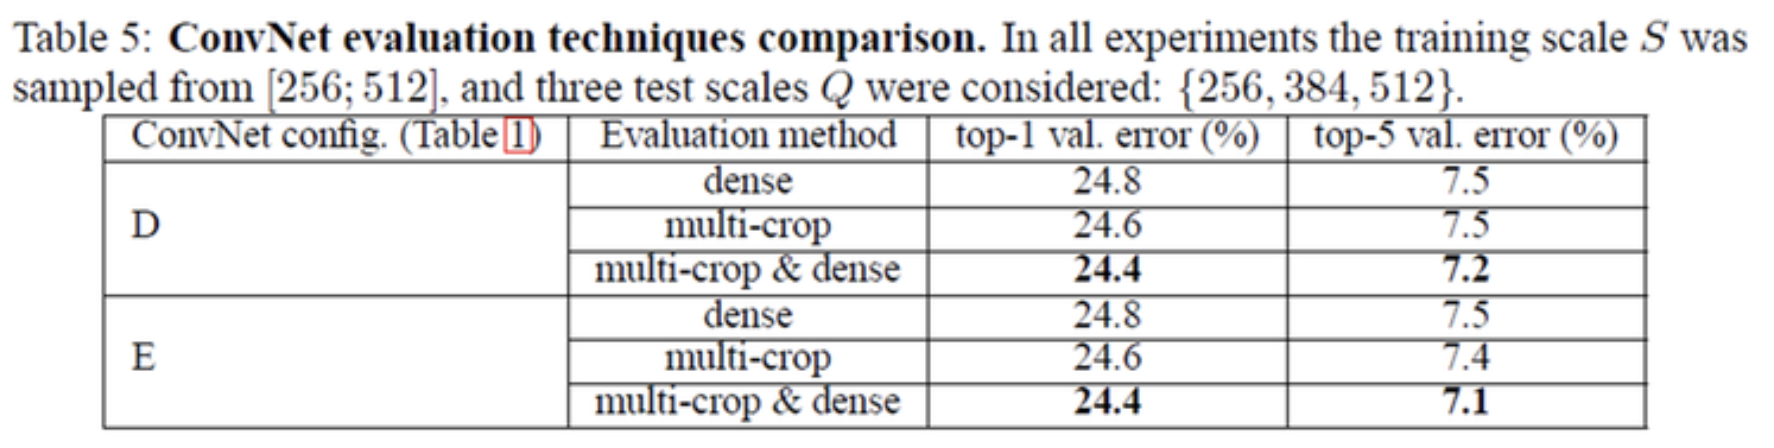 Table 5: ConvNet evaluation techniques comparison. In all experiments the training scale S was
sampled from [256; 512], and three test scales Q were considered: {256, 384, 512}.
ConvNet config. (Table 1) Evaluation method top-1 val. error (%) top-5 val. error (%)
D
dense 24.8 7.5
multi-crop 24.6 7.5
multi-crop & dense 24.4 7.2
E
dense 24.8 7.5
multi-crop 24.6 7.4
multi-crop & dense 24.4 7.1